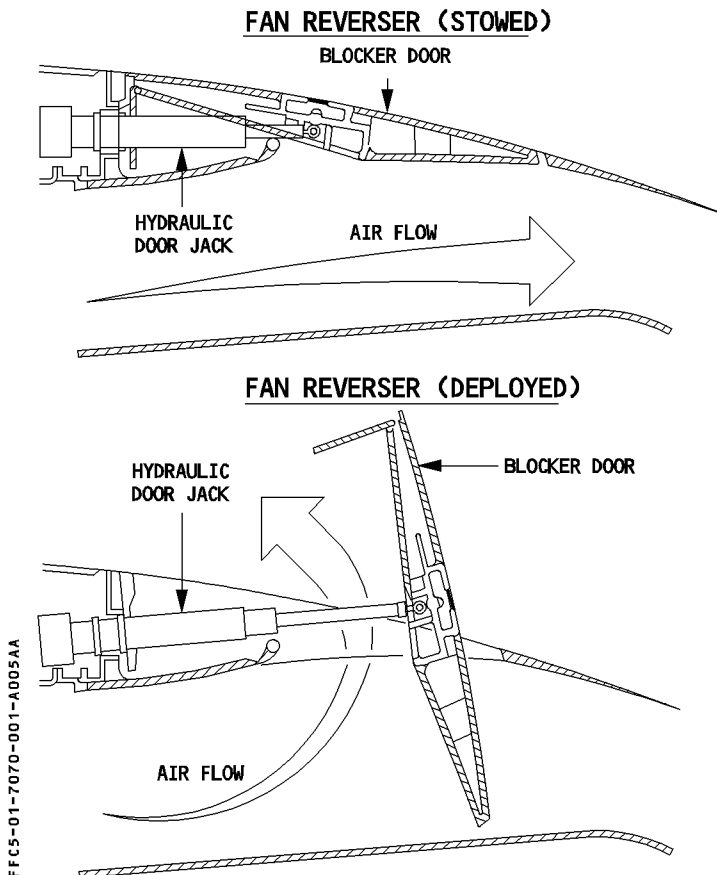 FAN REVERSER (STOWED)
BLOCKER DOOR
HYDRAULIC
DOOR JACK
AIR FLOW
FAN REVERSER (DEPLOYED)
HYDRAULIC
DOOR JACK
BLOCKER DOOR
AIR FLOW
FFC5-01-7070-001-A005AA